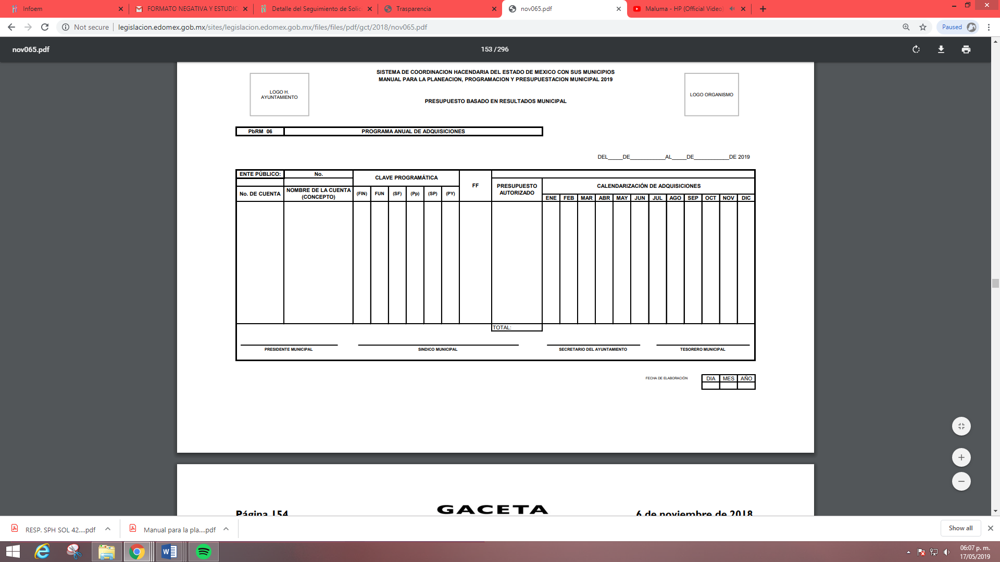 Infoem
FORMATO NEGATIVA Y ESTUDIO
Detalle del Seguimiento de Solici
Trasparencia
nov065.pdf
Maluma - HP (Official Video)
Not secure
legislacion.edomex.gob.mx/sites/legislacion.edomex.gob.mx/files/files/pdf/gct/2018/nov065.pdf
Paused
nov065.pdf
153 / 296
LOGO H.
AYUNTAMIENTO
SISTEMA DE COORDINACION HACENDARIA DEL ESTADO DE MEXICO CON SUS MUNICIPIOS
MANUAL PARA LA PLANEACION, PROGRAMACION Y PRESUPUESTACION MUNICIPAL 2019
PRESUPUESTO BASADO EN RESULTADOS MUNICIPAL
LOGO ORGANISMO
PbRM 06
PROGRAMA ANUAL DE ADQUISICIONES
DEL_____DE____________AL_____DE____________DE 2019
ENTE PÚBLICO:
No.
CLAVE PROGRAMÁTICA
FF
PRESUPUESTO
AUTORIZADO
CALENDARIZACIÓN DE ADQUISICIONES
No. DE CUENTA
NOMBRE DE LA CUENTA
(CONCEPTO)
(FIN) FUN (SF) (Pp) (SP) (PY)
ENE FEB MAR ABR MAY JUN JUL AGO SEP OCT NOV DIC
TOTAL:
PRESIDENTE MUNICIPAL
SINDICO MUNICIPAL
SECRETARIO DEL AYUNTAMIENTO
TESORERO MUNICIPAL
FECHA DE ELABORACIÓN
DIA MES AÑO
Página 154
GACETA
6 de noviembre de 2018
RESP. SPH SOL 42....pdf
Manual para la pla....pdf
Show all
06:07 p. m.
17/05/2019